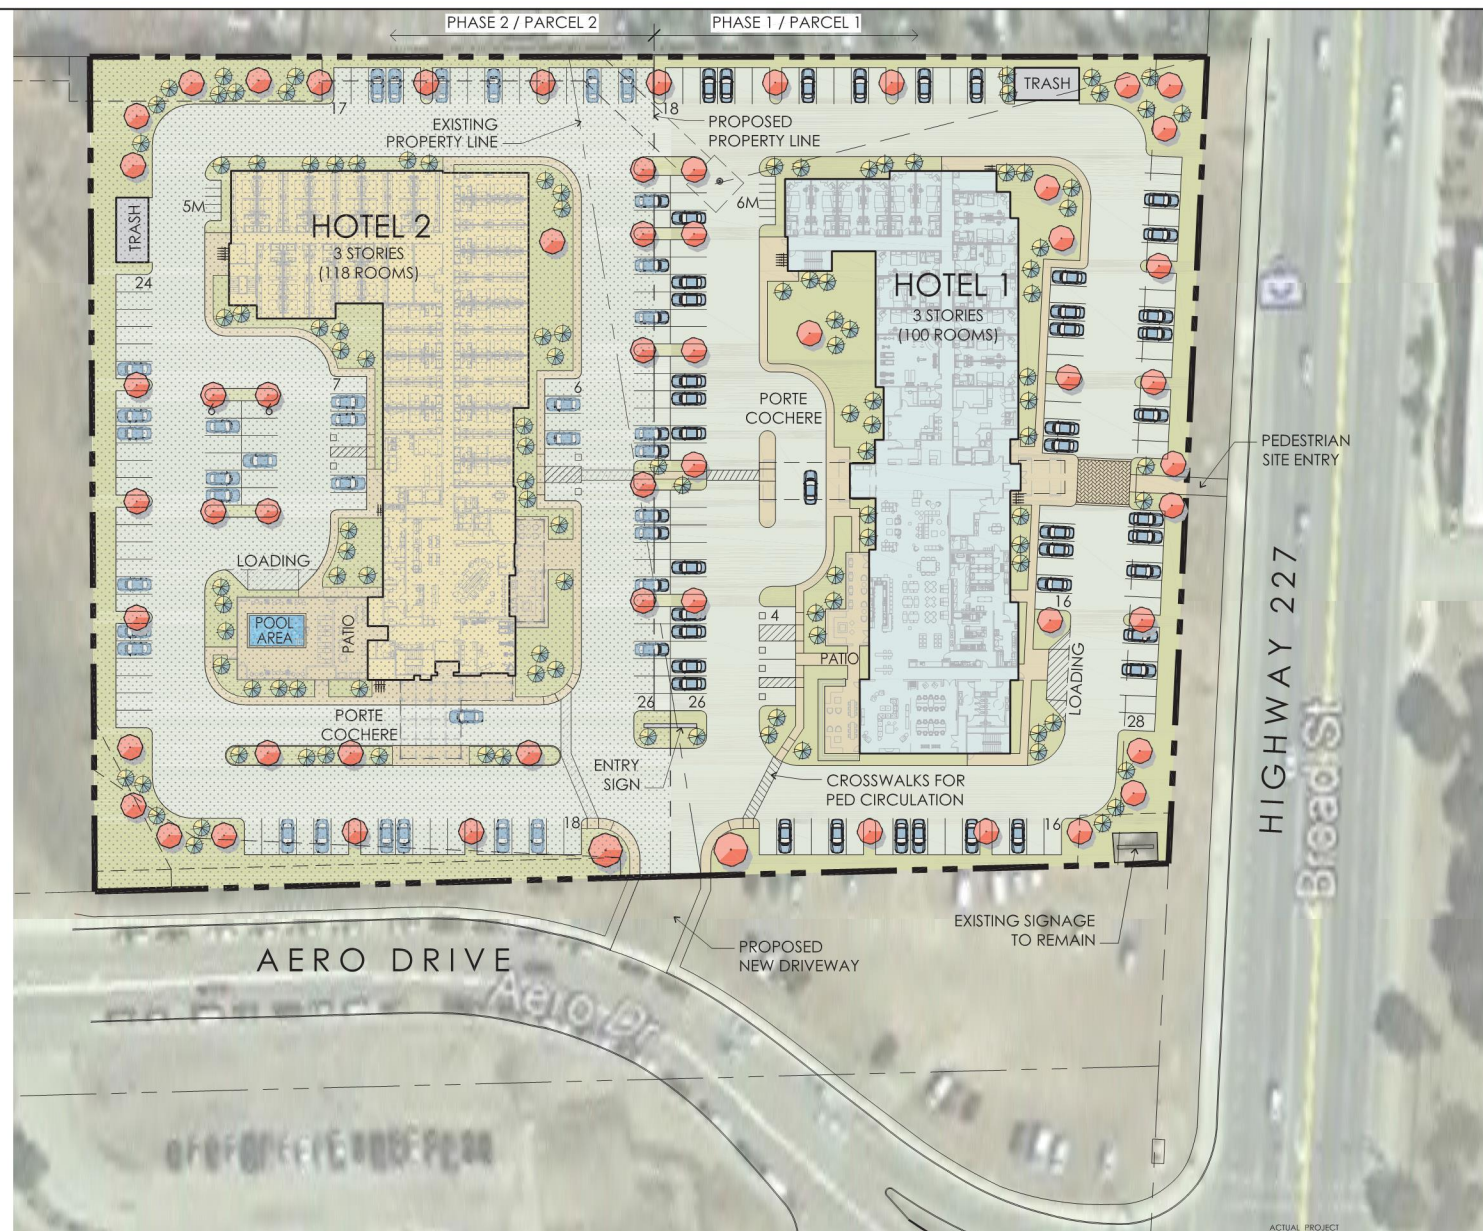 PHASE 2 / PARCEL 2
PHASE 1 / PARCEL 1
TRASH
17
18
EXISTING
PROPERTY LINE
PROPOSED
PROPERTY LINE
5M
6M
TRASH
HOTEL 2
3 STORIES
(118 ROOMS)
24
HOTEL 1
3 STORIES
(100 ROOMS)
7
6
6
6
PORTE
COCHERE
PEDESTRIAN
SITE ENTRY
LOADING
POOL
AREA
PATIO
4
16
PATIO
LOADING
HIGHWAY 227
Broad St
26
26
28
PORTE
COCHERE
ENTRY
SIGN
CROSSWALKS FOR
PED CIRCULATION
18
16
EXISTING SIGNAGE
TO REMAIN
PROPOSED
NEW DRIVEWAY
AERO DRIVE
Aero Dr
ACTUAL PROJECT